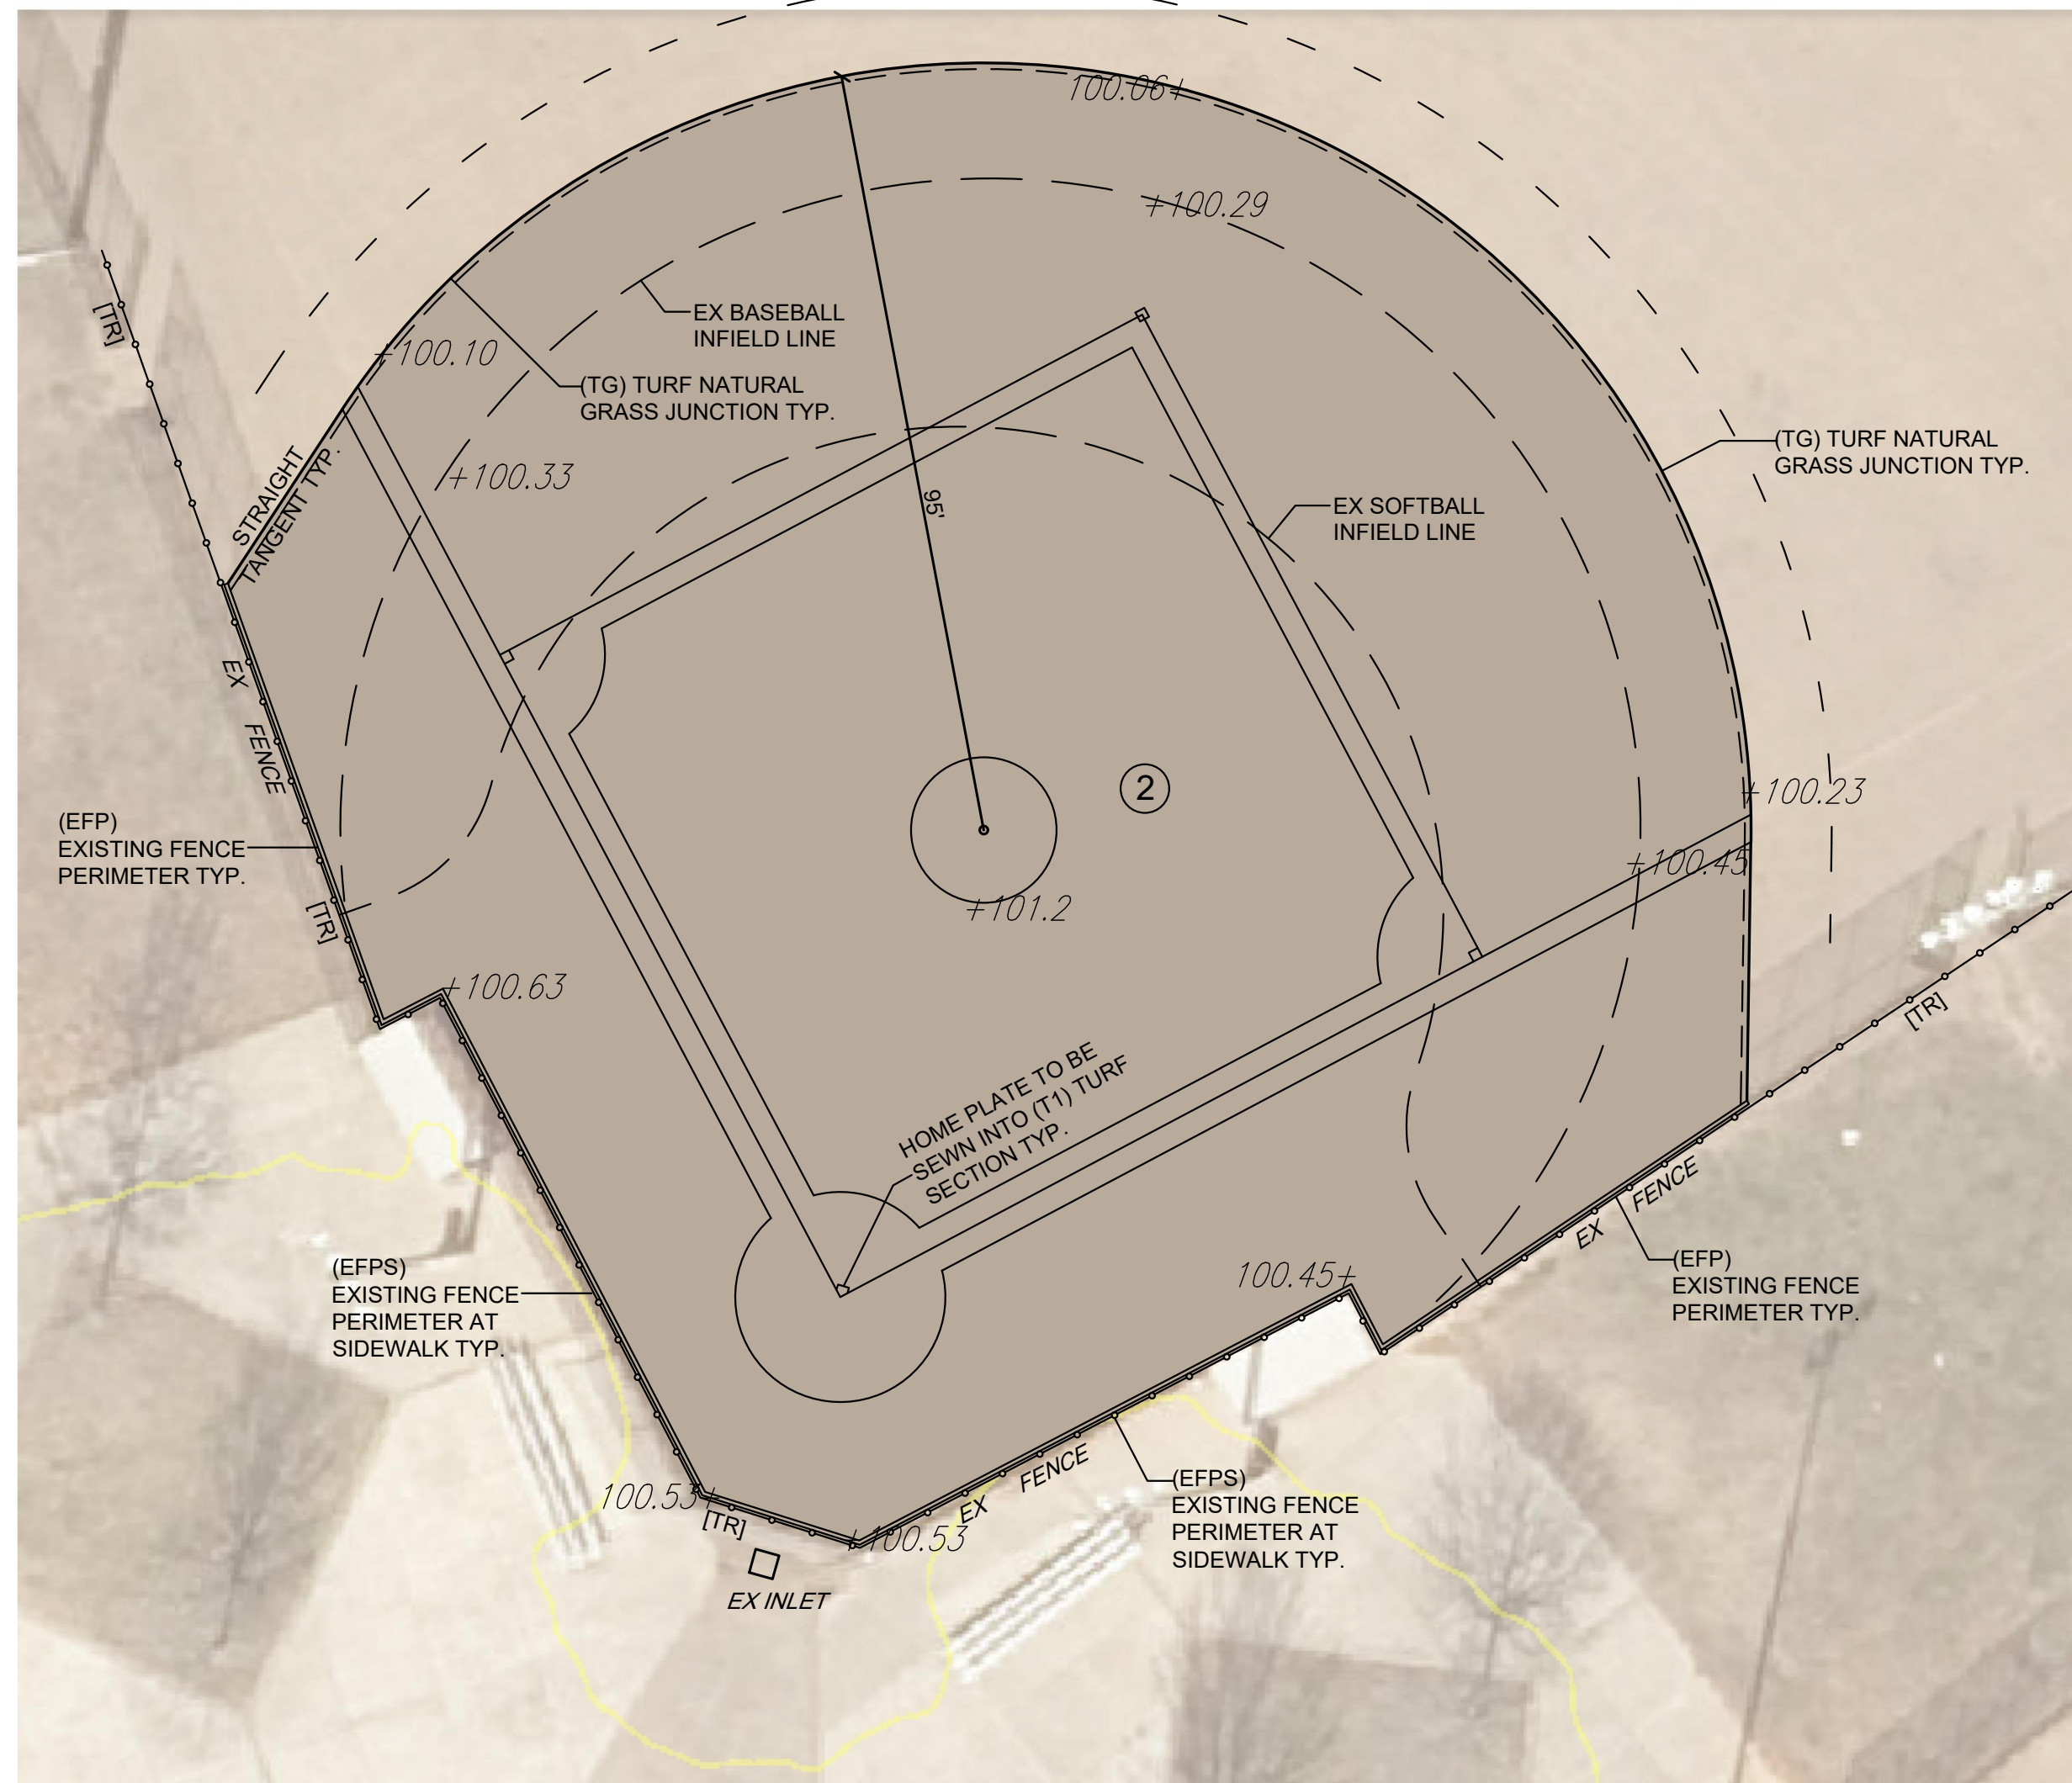 100.06+
+100.29
[TR]
EX BASEBALL
INFIELD LINE
+100.10
(TG) TURF NATURAL
GRASS JUNCTION TYP.
(TG) TURF NATURAL
GRASS JUNCTION TYP.
STRAIGHT
TANGENT TYP.
+100.33
95'
EX SOFTBALL
INFIELD LINE
EX
FENCE
2
+100.23
(EFP)
EXISTING FENCE
PERIMETER TYP.
+100.45
[TR]
+101.2
+100.63
[TR]
HOME PLATE TO BE
SEWN INTO (T1) TURF
SECTION TYP.
EX
FENCE
(EFPS)
EXISTING FENCE
PERIMETER AT
SIDEWALK TYP.
100.45+
(EFP)
EXISTING FENCE
PERIMETER TYP.
100.53+
[TR]
+100.53
EX
FENCE
(EFPS)
EXISTING FENCE
PERIMETER AT
SIDEWALK TYP.
EX INLET